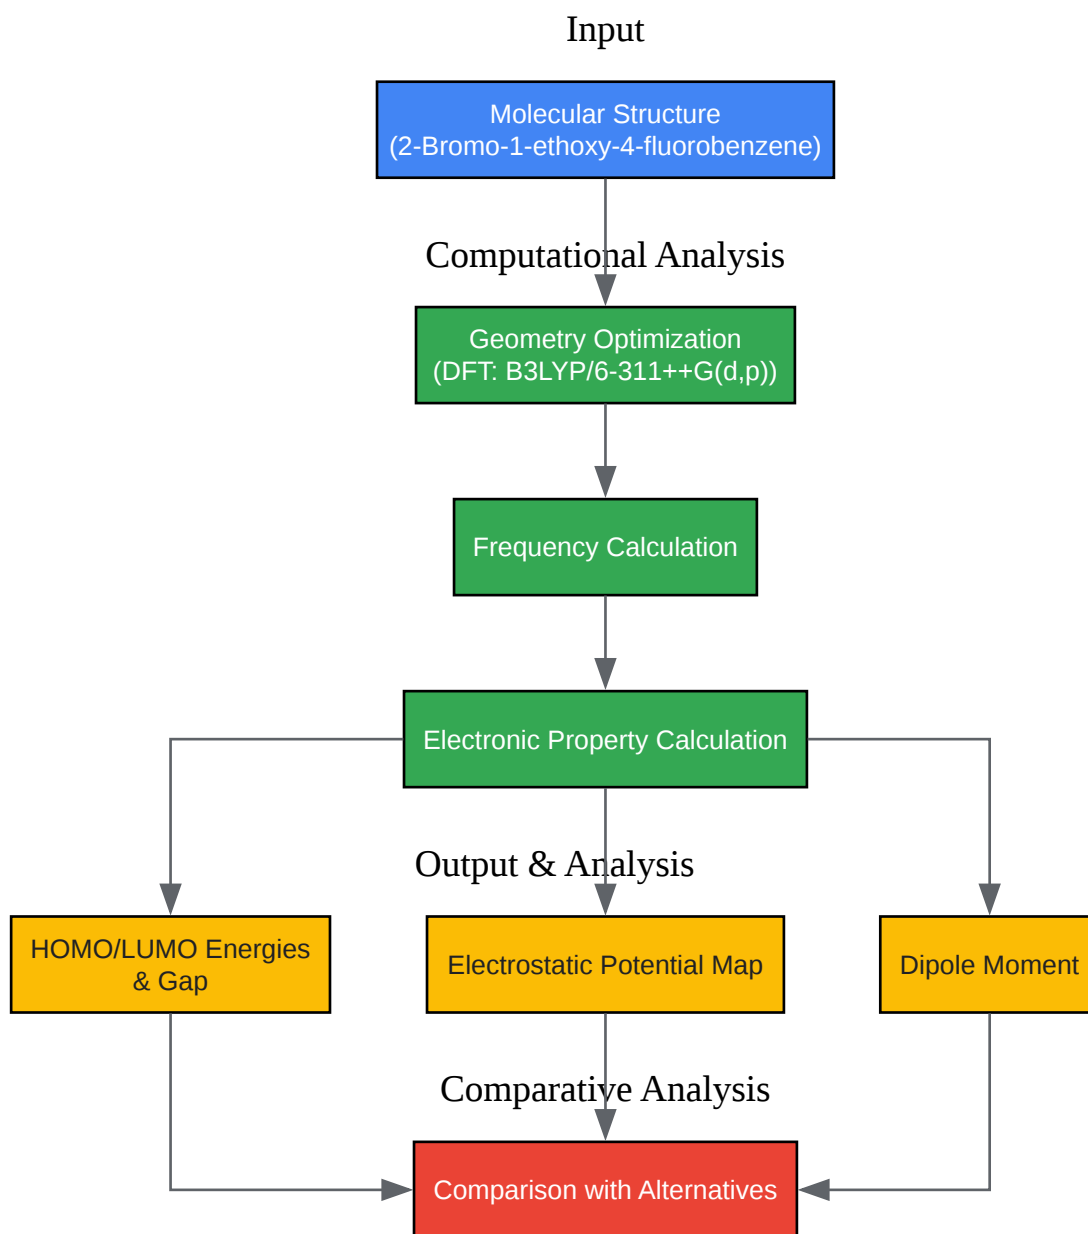 Input
Molecular Structure
(2-Bromo-1-ethoxy-4-fluorobenzene)
Computational Analysis
Geometry Optimization
(DFT: B3LYP/6-311++G(d,p))
Frequency Calculation
Electronic Property Calculation
Output & Analysis
HOMO/LUMO Energies
& Gap
Electrostatic Potential Map
Dipole Moment
Comparative Analysis
Comparison with Alternatives